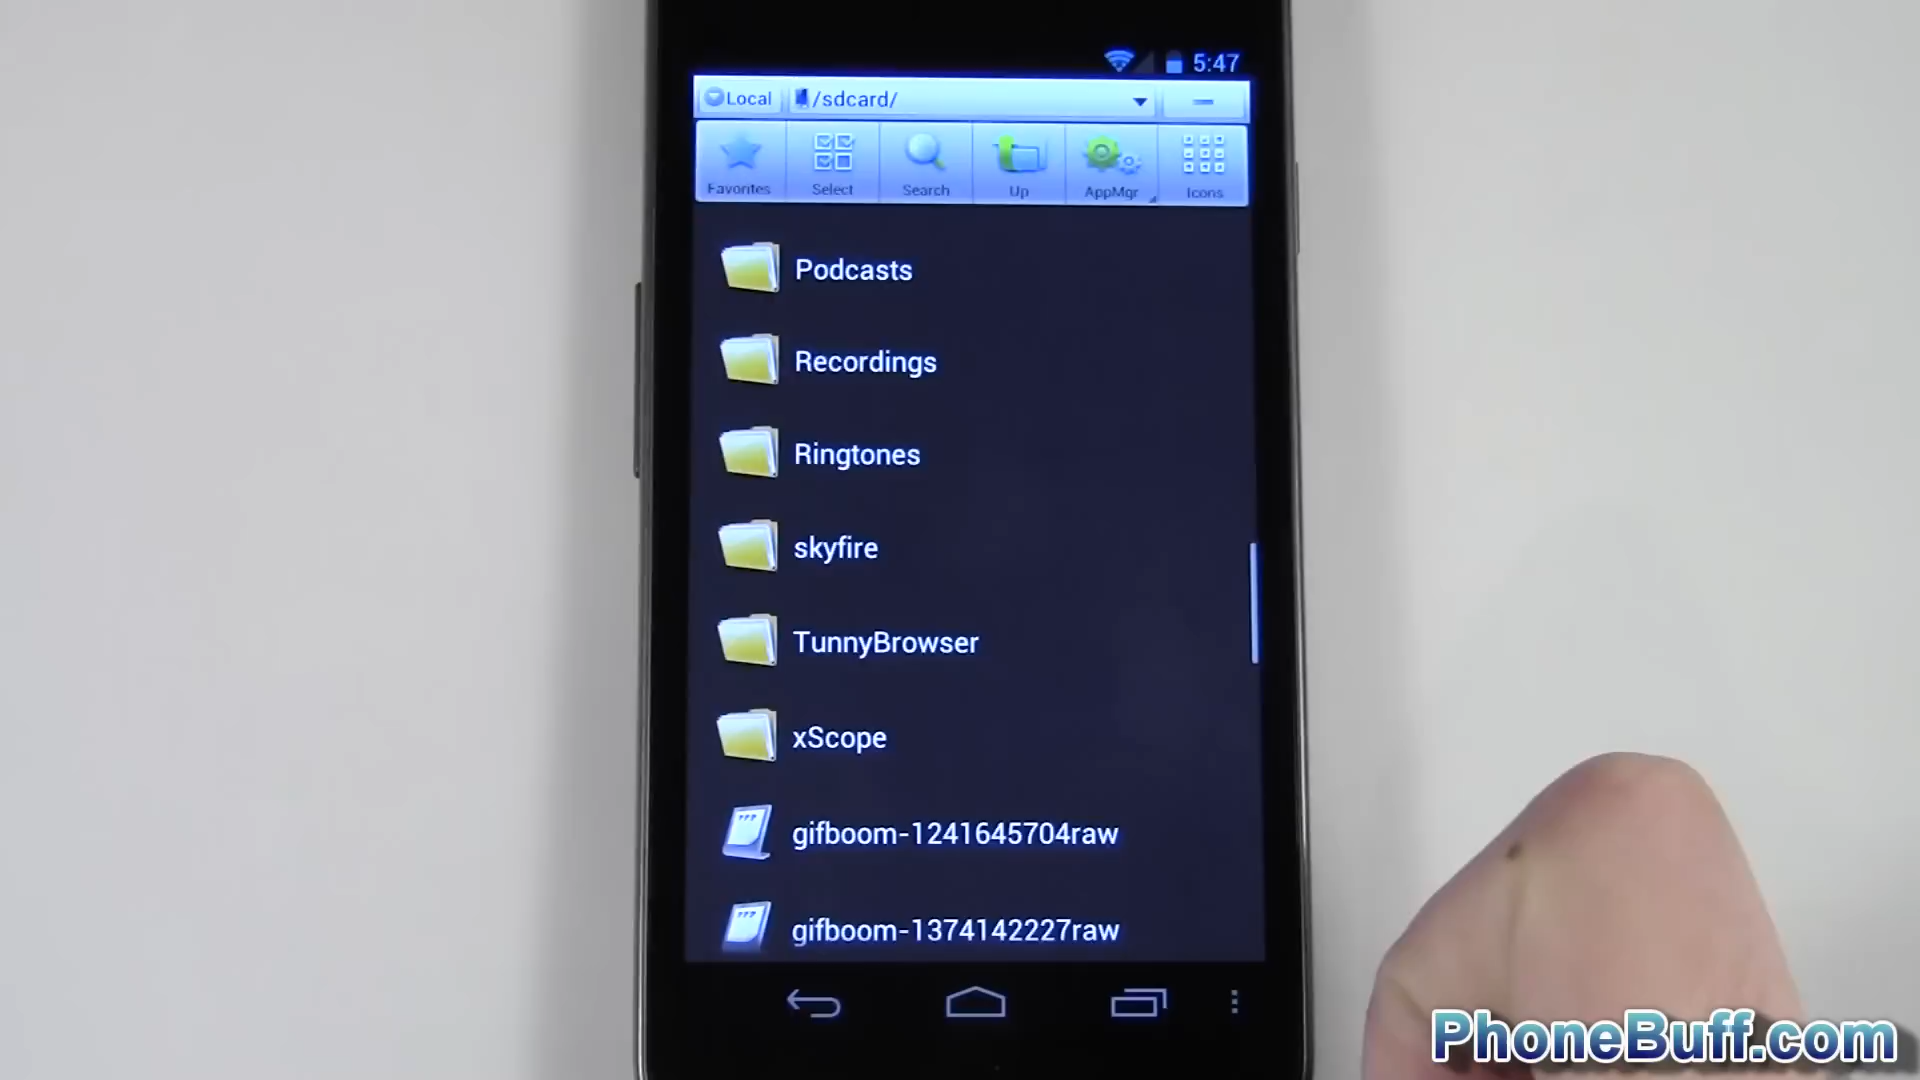 5:47
Local /sdcard/
Favorites Select Search Up AppMgr Icons
Podcasts
Recordings
Ringtones
skyfire
TunnyBrowser
xScope
gifboom-1241645704raw
gifboom-1374142227raw
PhoneBuff.com